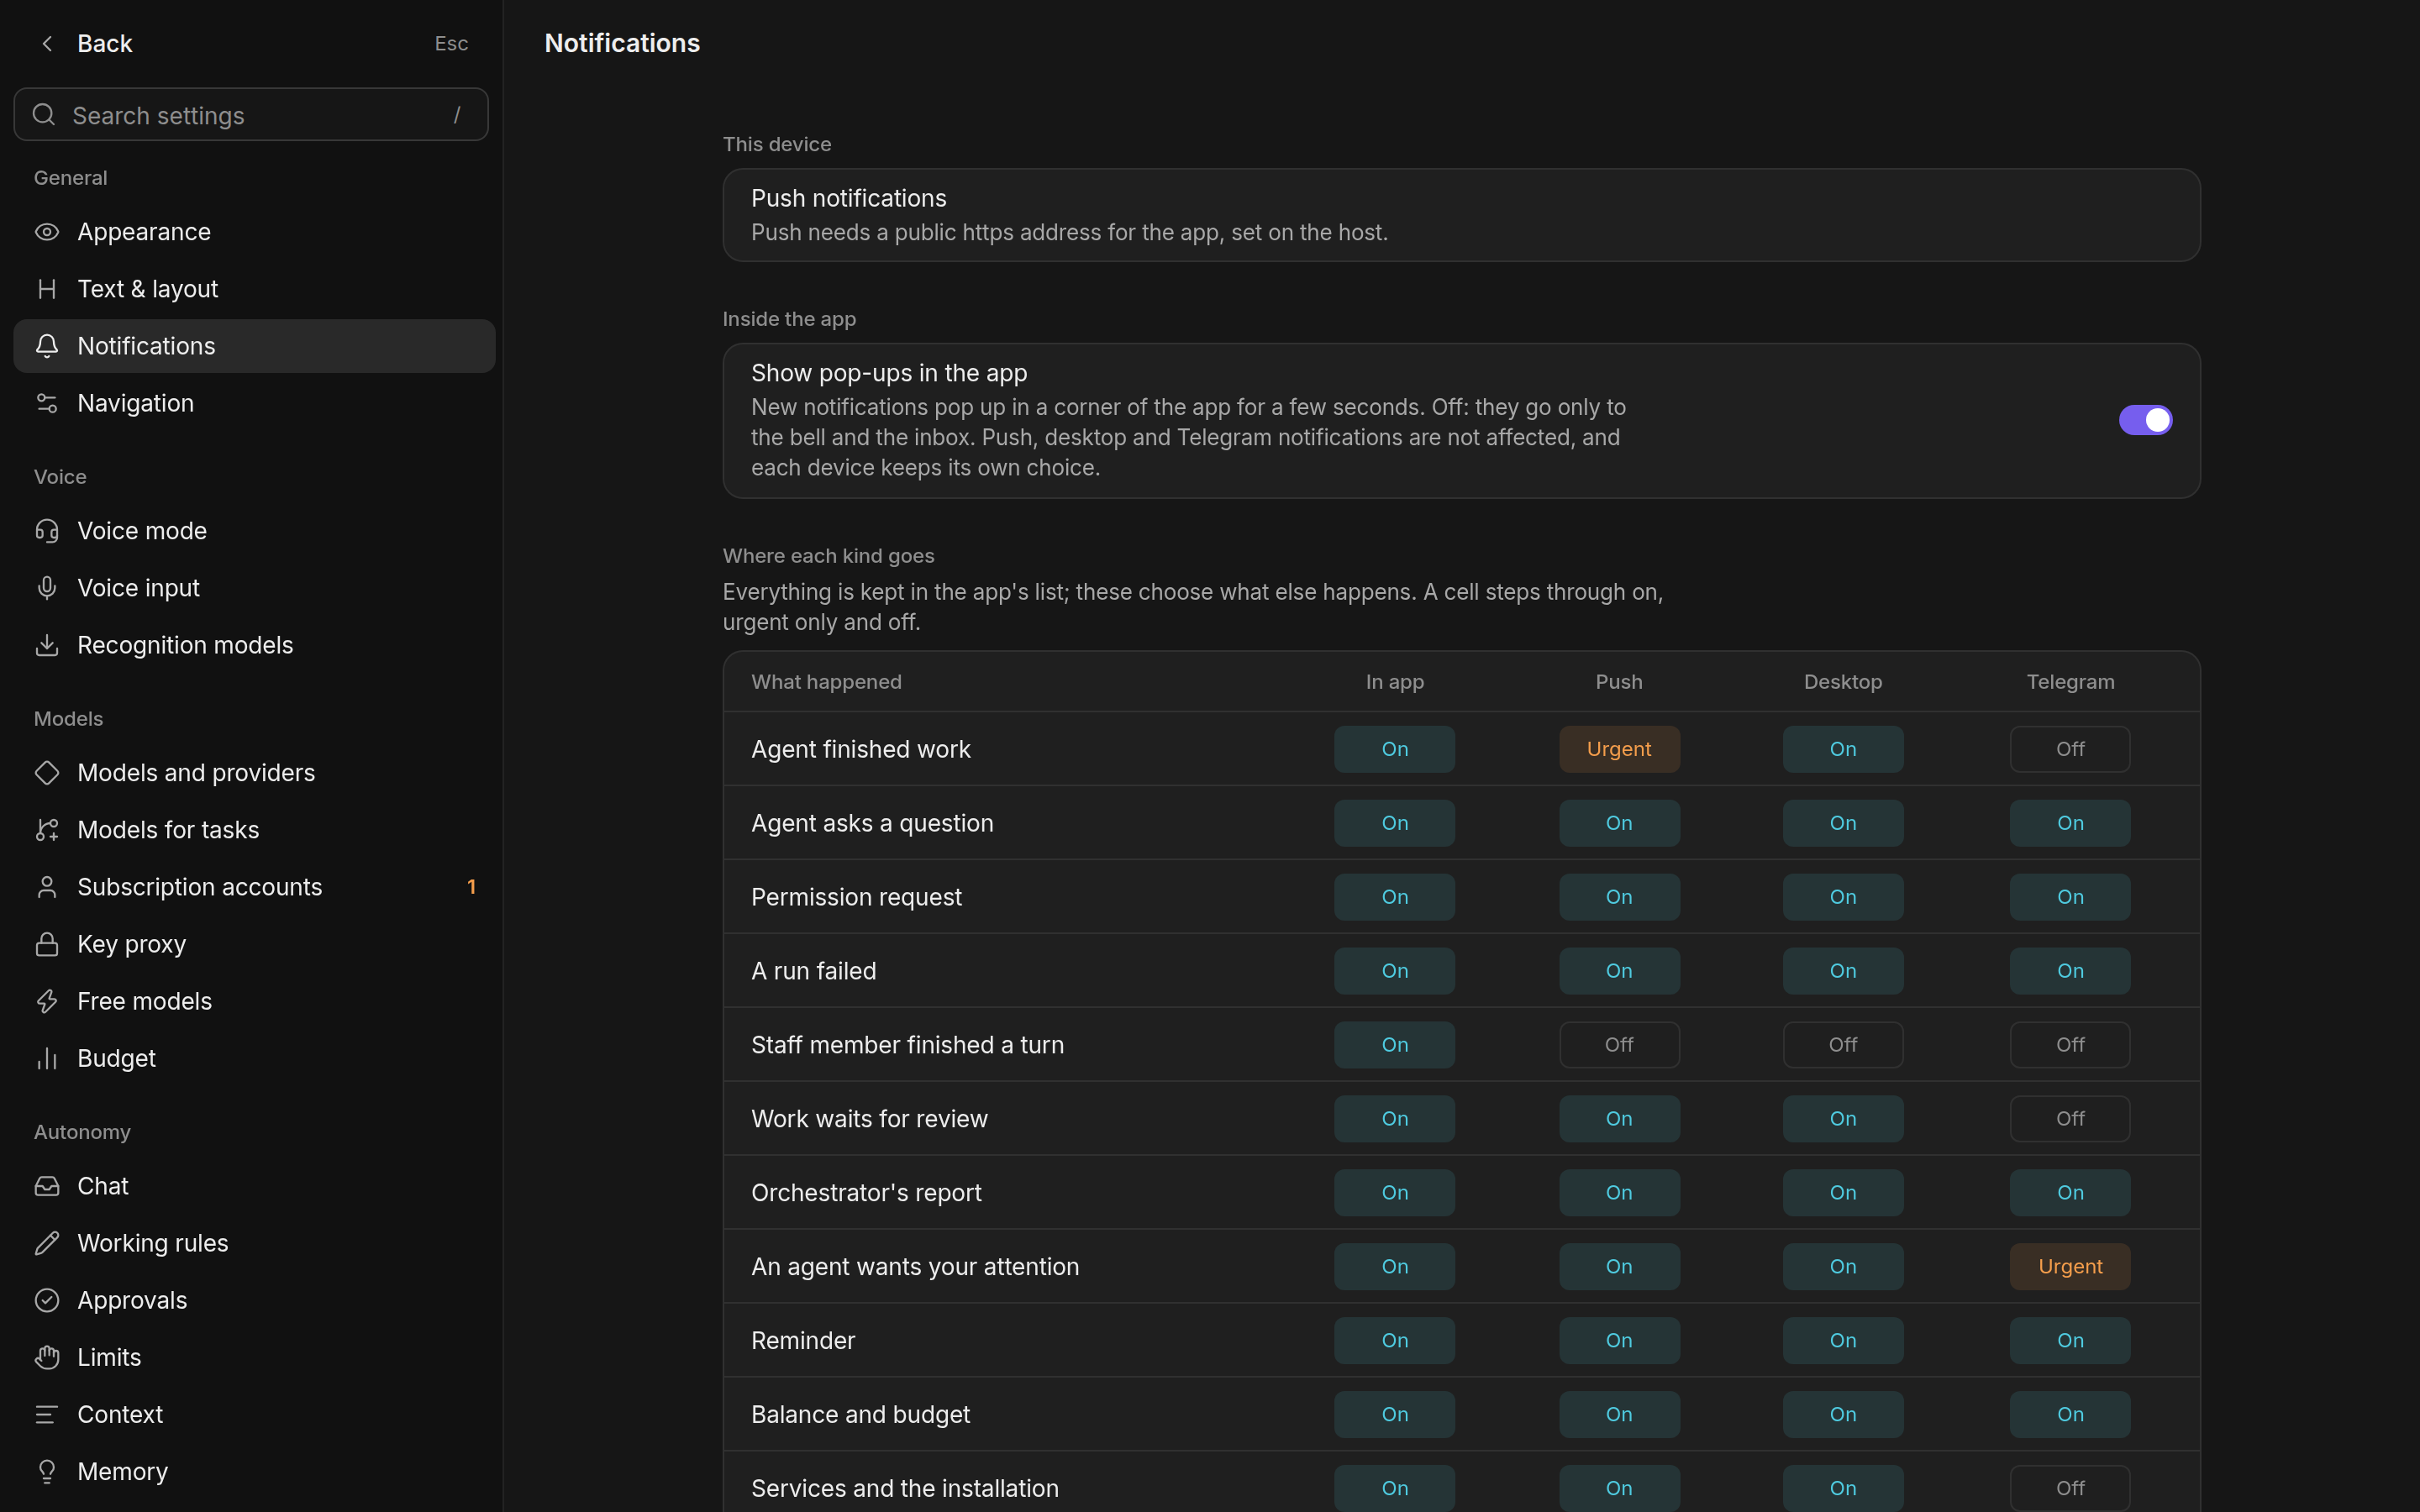 Back
Esc
Search settings
/
General
Appearance
Text & layout
Notifications
Navigation
Voice
Voice mode
Voice input
Recognition models
Models
Models and providers
Models for tasks
Subscription accounts
1
Key proxy
Free models
Budget
Autonomy
Chat
Working rules
Approvals
Limits
Context
Memory
Notifications
This device
Push notifications
Push needs a public https address for the app, set on the host.
Inside the app
Show pop-ups in the app
New notifications pop up in a corner of the app for a few seconds. Off: they go only to
the bell and the inbox. Push, desktop and Telegram notifications are not affected, and
each device keeps its own choice.
Where each kind goes
Everything is kept in the app's list; these choose what else happens. A cell steps through on,
urgent only and off.
What happened In app Push Desktop Telegram
Agent finished work On Urgent On Off
Agent asks a question On On On On
Permission request On On On On
A run failed On On On On
Staff member finished a turn On Off Off Off
Work waits for review On On On Off
Orchestrator's report On On On On
An agent wants your attention On On On Urgent
Reminder On On On On
Balance and budget On On On On
Services and the installation On On On Off